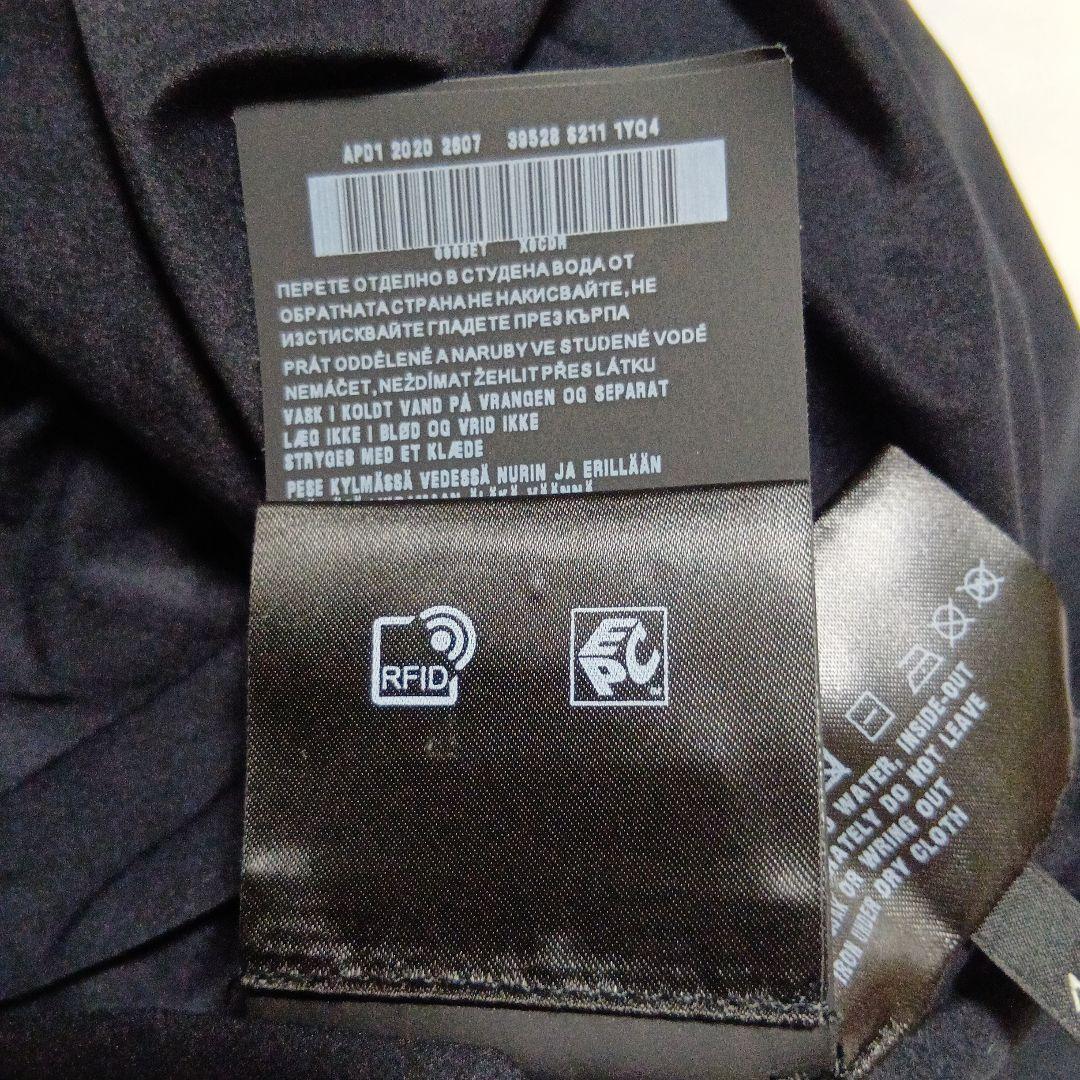 APD1 2020 2607 39528 6211 1YQ4
ПЕРЕТЕ ОТДЕЛНО В СТУДЕНА ВОДА ОТ
ОБРАТНАТА СТРАНА НЕ НАКИСВАЙТЕ, НЕ
ИЗСТИСКВАЙТЕ ГЛАДЕТЕ ПРЕЗ КЪРПА
PRÁT ODDĚLENĚ A NARUBY VE STUDENÉ VODĚ
NEMÁČET, NEŽDÍMAT ŽEHLIT PŘES LÁTKU
VASK I KOLDT VAND PÅ VRANGEN OG SEPARAT
LÆG IKKE I BLØD OG VRID IKKE
STRYGES MED ET KLÆDE
PESE KYLMÄSSÄ VEDESSÄ NURIN JA ERILLÄÄN
RFID
EPC
WATER, INSIDE-OUT
DO NOT LEAVE
OR WRING OUT
IRON UNDER DRY CLOTH